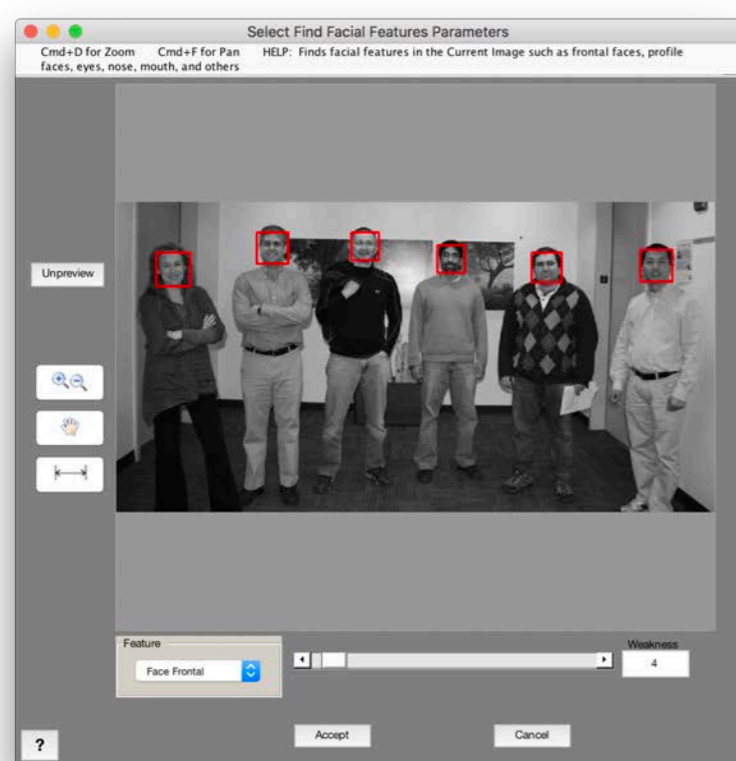 Select Find Facial Features Parameters
Cmd+D for Zoom Cmd+F for Pan HELP: Finds facial features in the Current Image such as frontal faces, profile
faces, eyes, nose, mouth, and others
Unpreview
Feature
Face Frontal
Weakness
4
Accept
Cancel
?